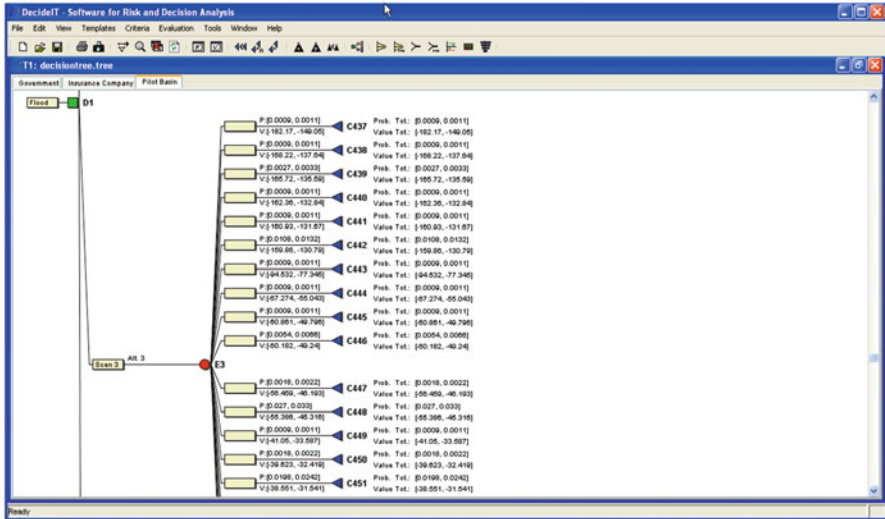 DecideIT - Software for Risk and Decision Analysis
File Edit View Templates Criteria Evaluation Tools Window Help
T1: decisiontree.tree
Government Insurance Company Pilot Basin
Flood D1
P:[0.0009, 0.0011] C437 Prob. Tot.: [0.0009, 0.0011]
V:[-182.17, -149.05] Value Tot.: [-182.17, -149.05]
P:[0.0009, 0.0011] C438 Prob. Tot.: [0.0009, 0.0011]
V:[-168.22, -137.64] Value Tot.: [-168.22, -137.64]
P:[0.0027, 0.0033] C439 Prob. Tot.: [0.0027, 0.0033]
V:[-165.72, -135.59] Value Tot.: [-165.72, -135.59]
P:[0.0009, 0.0011] C440 Prob. Tot.: [0.0009, 0.0011]
V:[-162.36, -132.84] Value Tot.: [-162.36, -132.84]
P:[0.0009, 0.0011] C441 Prob. Tot.: [0.0009, 0.0011]
V:[-160.93, -131.67] Value Tot.: [-160.93, -131.67]
P:[0.0108, 0.0132] C442 Prob. Tot.: [0.0108, 0.0132]
V:[-159.86, -130.79] Value Tot.: [-159.86, -130.79]
P:[0.0009, 0.0011] C443 Prob. Tot.: [0.0009, 0.0011]
V:[-94.532, -77.345] Value Tot.: [-94.532, -77.345]
P:[0.0009, 0.0011] C444 Prob. Tot.: [0.0009, 0.0011]
V:[-67.274, -55.043] Value Tot.: [-67.274, -55.043]
P:[0.0009, 0.0011] C445 Prob. Tot.: [0.0009, 0.0011]
V:[-60.861, -49.796] Value Tot.: [-60.861, -49.796]
P:[0.0054, 0.0066] C446 Prob. Tot.: [0.0054, 0.0066]
V:[-60.182, -49.24] Value Tot.: [-60.182, -49.24]
Scen 3 Alt. 3 E3
P:[0.0018, 0.0022] C447 Prob. Tot.: [0.0018, 0.0022]
V:[-56.459, -46.193] Value Tot.: [-56.459, -46.193]
P:[0.027, 0.033] C448 Prob. Tot.: [0.027, 0.033]
V:[-55.386, -45.316] Value Tot.: [-55.386, -45.316]
P:[0.0009, 0.0011] C449 Prob. Tot.: [0.0009, 0.0011]
V:[-41.05, -33.587] Value Tot.: [-41.05, -33.587]
P:[0.0018, 0.0022] C450 Prob. Tot.: [0.0018, 0.0022]
V:[-39.623, -32.419] Value Tot.: [-39.623, -32.419]
P:[0.0198, 0.0242] C451 Prob. Tot.: [0.0198, 0.0242]
V:[-38.551, -31.541] Value Tot.: [-38.551, -31.541]
Ready